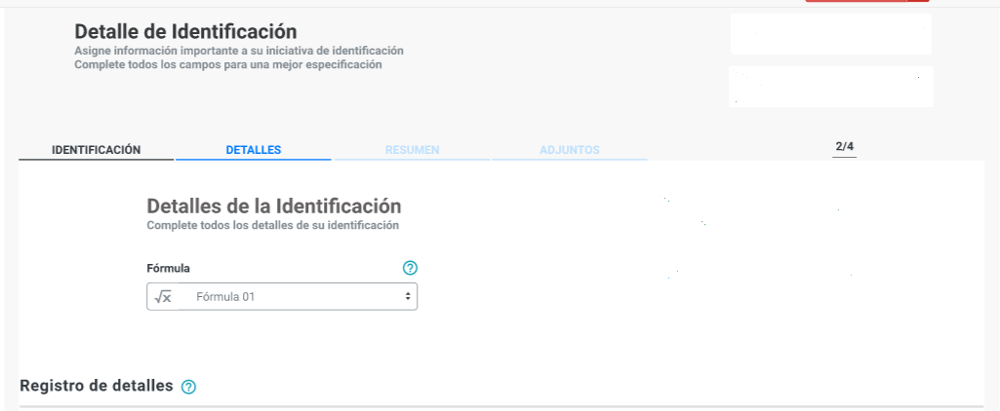 Detalle de Identificación
Asigne información importante a su iniciativa de identificación
Complete todos los campos para una mejor especificación
IDENTIFICACIÓN DETALLES RESUMEN ADJUNTOS 2/4
Detalles de la Identificación
Complete todos los detalles de su identificación
Fórmula ?
√x Fórmula 01
Registro de detalles ?